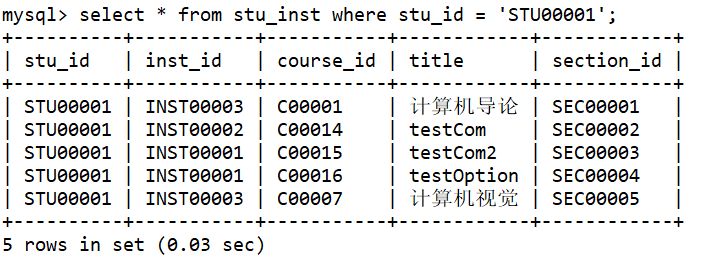 mysql> select * from stu_inst where stu_id = 'STU00001';
+----------+-----------+-----------+------------+------------+
| stu_id | inst_id | course_id | title | section_id |
+----------+-----------+-----------+------------+------------+
| STU00001 | INST00003 | C00001 | 计算机导论 | SEC00001 |
| STU00001 | INST00002 | C00014 | testCom | SEC00002 |
| STU00001 | INST00001 | C00015 | testCom2 | SEC00003 |
| STU00001 | INST00001 | C00016 | testOption | SEC00004 |
| STU00001 | INST00003 | C00007 | 计算机视觉 | SEC00005 |
+----------+-----------+-----------+------------+------------+
5 rows in set (0.03 sec)